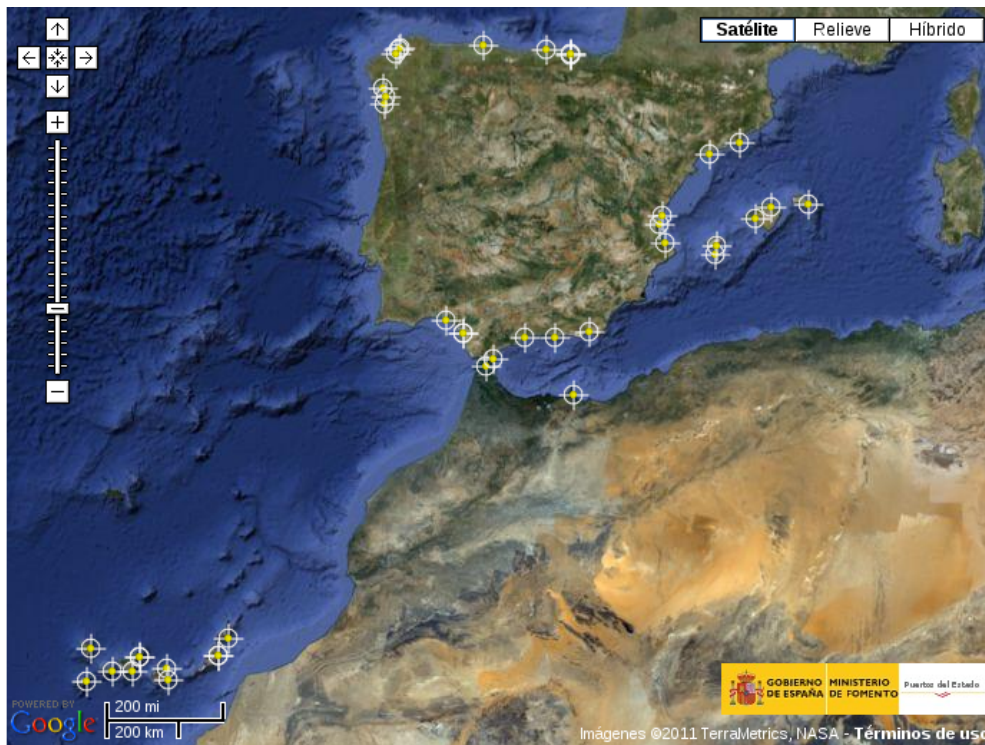 Satélite
Relieve
Híbrido
GOBIERNO
DE ESPAÑA
MINISTERIO
DE FOMENTO
Puertos del Estado
POWERED BY
Google
200 mi
200 km
Imágenes ©2011 TerraMetrics, NASA - Términos de uso